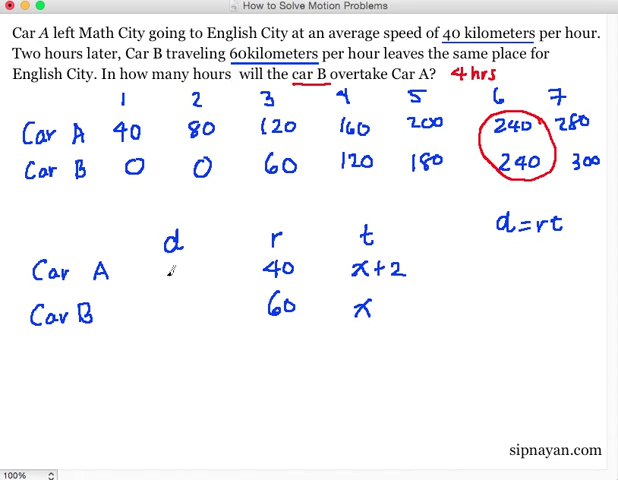 How to Solve Motion Problems
Car A left Math City going to English City at an average speed of 40 kilometers per hour.
Two hours later, Car B traveling 60kilometers per hour leaves the same place for
English City. In how many hours will the car B overtake Car A? 4 hrs
1 2 3 4 5 6 7
Car A 40 80 120 160 200 240 280
Car B 0 0 60 120 180 240 300
d=rt
d r t
Car A 40 x+2
Car B 60 x
sipnayan.com
100%